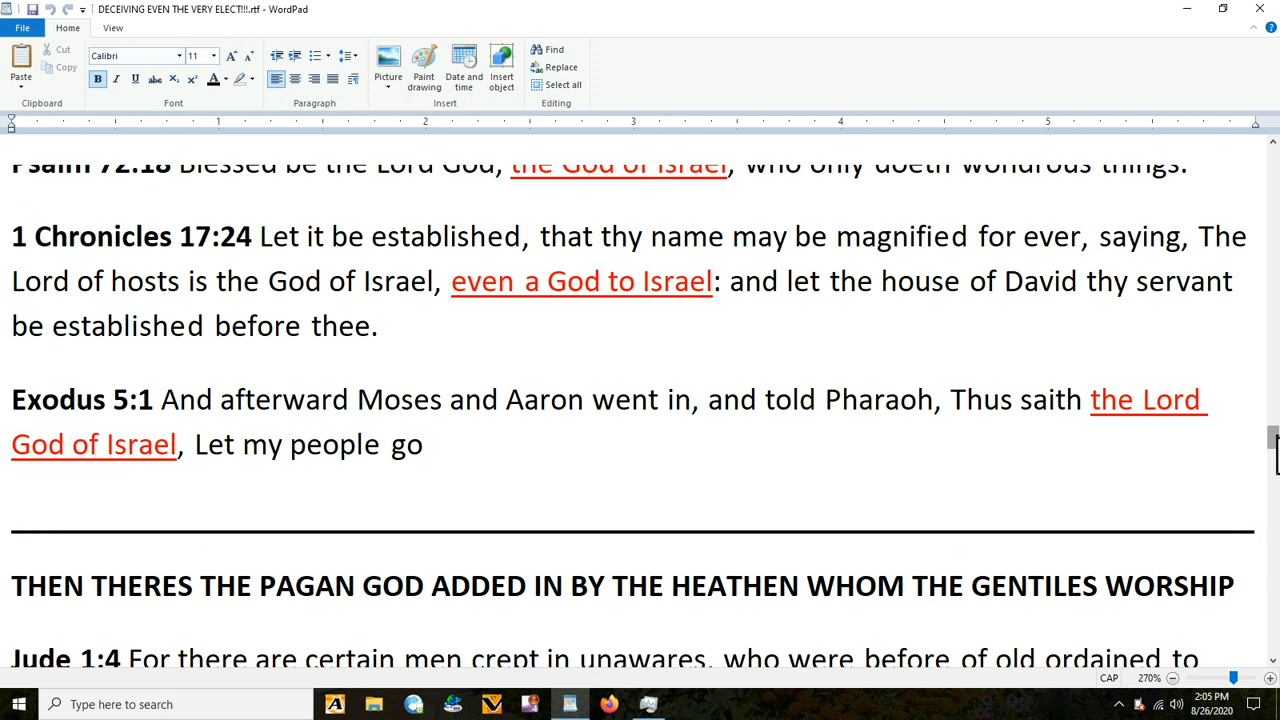 DECEIVING EVEN THE VERY ELECT!!!.rtf - WordPad
File Home View
Paste
Cut
Copy
Clipboard
Calibri 11
B I U abc X₂ X² A
Font
Paragraph
Picture
Paint drawing
Date and time
Insert object
Insert
Find
Replace
Select all
Editing
1 2 3 4 5
Psalm 72:18 Blessed be the Lord God, the God of Israel, who only doeth wondrous things.
1 Chronicles 17:24 Let it be established, that thy name may be magnified for ever, saying, The
Lord of hosts is the God of Israel, even a God to Israel: and let the house of David thy servant
be established before thee.
Exodus 5:1 And afterward Moses and Aaron went in, and told Pharaoh, Thus saith the Lord
God of Israel, Let my people go
THEN THERES THE PAGAN GOD ADDED IN BY THE HEATHEN WHOM THE GENTILES WORSHIP
Jude 1:4 For there are certain men crept in unawares, who were before of old ordained to
CAP 270%
Type here to search
2:05 PM
8/26/2020